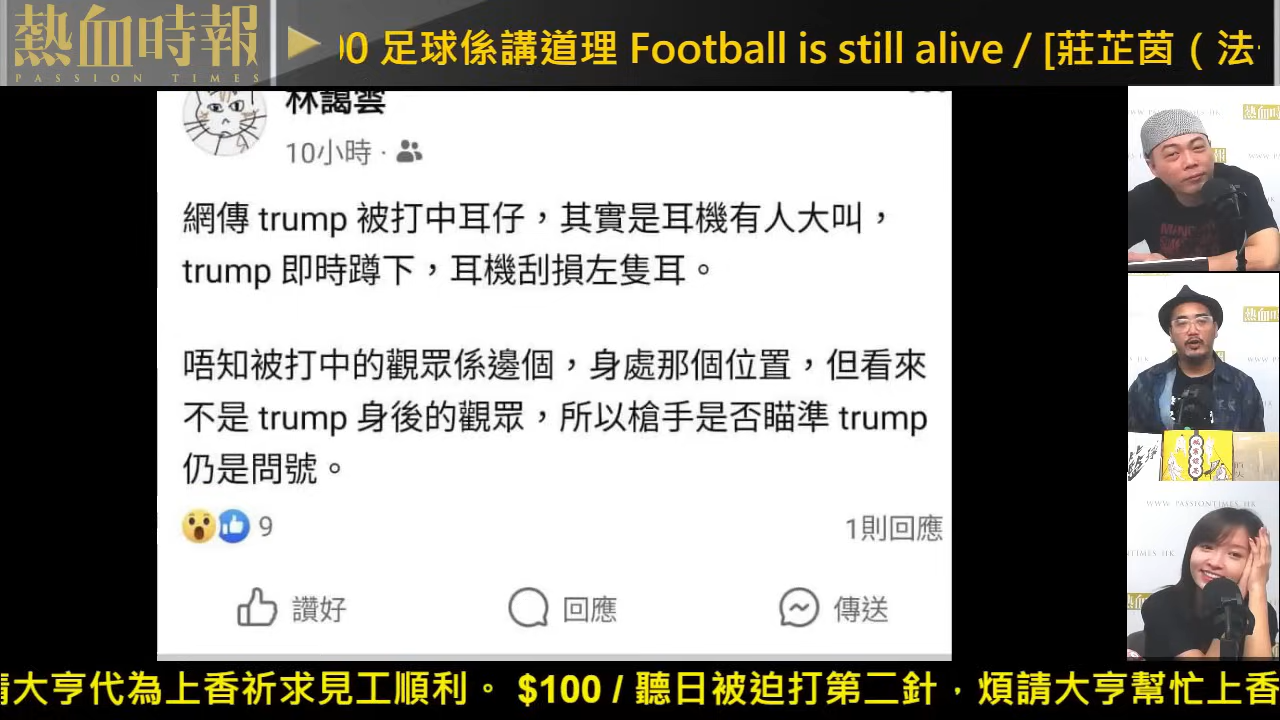 熱血時報
PASSION TIMES
00 足球係講道理 Football is still alive / [莊芷茵（法
林藹雲
10小時 ·
網傳 trump 被打中耳仔，其實是耳機有人大叫，
trump 即時蹲下，耳機刮損左隻耳。
唔知被打中的觀眾係邊個，身處那個位置，但看來
不是 trump 身後的觀眾，所以槍手是否瞄準 trump
仍是問號。
9
1則回應
讚好
回應
傳送
WWW.PASSIONTIMES.HK
請大亨代為上香祈求見工順利。 $100 / 聽日被迫打第二針，煩請大亨幫忙上香